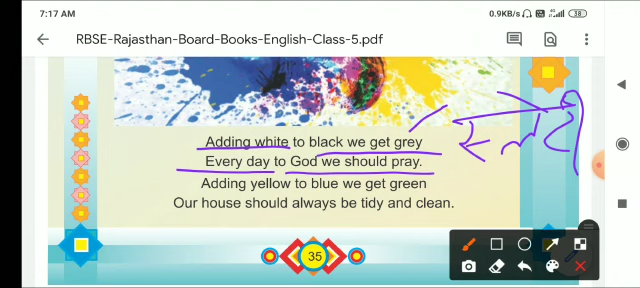 7:17 AM
0.9KB/s
38
RBSE-Rajasthan-Board-Books-English-Class-5.pdf
Adding white to black we get grey
Every day to God we should pray.
Adding yellow to blue we get green
Our house should always be tidy and clean.
35